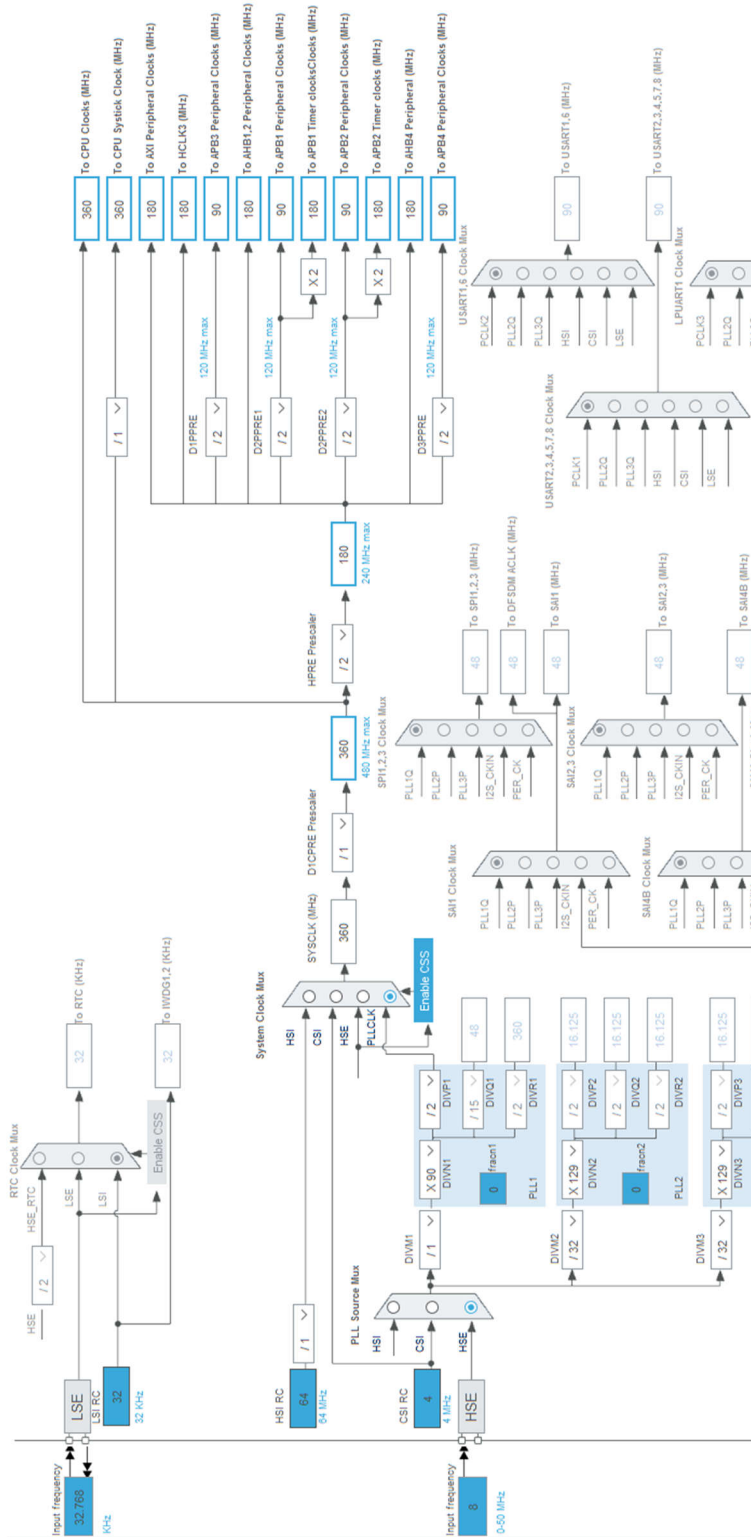 RTC Clock Mux
HSE
/ 2
HSE_RTC
LSE
LSI
Enable CSS
32
To RTC (KHz)
32
To IWDG1,2 (KHz)
Input frequency
32.768
KHz
LSE
LSI RC
32
32 KHz
HSI RC
64
64 MHz
/ 1
CSI RC
4
4 MHz
Input frequency
8
0-50 MHz
HSE
PLL Source Mux
HSI
CSI
HSE
DIVM1
/ 1
X 90
DIVN1
/ 2
DIVP1
0
fracn1
/ 15
DIVQ1
48
/ 2
DIVR1
360
PLL1
DIVM2
/ 32
X 129
DIVN2
/ 2
DIVP2
16.125
0
fracn2
/ 2
DIVQ2
16.125
/ 2
DIVR2
16.125
PLL2
DIVM3
/ 32
X 129
DIVN3
/ 2
DIVP3
16.125
System Clock Mux
HSI
CSI
HSE
PLLCLK
Enable CSS
SYSCLK (MHz)
360
D1CPRE Prescaler
/ 1
360
480 MHz max
HPRE Prescaler
/ 2
180
240 MHz max
360
To CPU Clocks (MHz)
/ 1
360
To CPU Systick Clock (MHz)
180
To AXI Peripheral Clocks (MHz)
180
To HCLK3 (MHz)
D1PPRE
/ 2
120 MHz max
90
To APB3 Peripheral Clocks (MHz)
180
To AHB1,2 Peripheral Clocks (MHz)
D2PPRE1
/ 2
120 MHz max
90
To APB1 Peripheral Clocks (MHz)
X 2
180
To APB1 Timer clocksClocks (MHz)
D2PPRE2
/ 2
120 MHz max
90
To APB2 Peripheral Clocks (MHz)
X 2
180
To APB2 Timer clocks (MHz)
180
To AHB4 Peripheral (MHz)
D3PPRE
/ 2
120 MHz max
90
To APB4 Peripheral Clocks (MHz)
SPI1,2,3 Clock Mux
PLL1Q
PLL2P
PLL3P
I2S_CKIN
PER_CK
48
To SPI1,2,3 (MHz)
48
To DFSDM ACLK (MHz)
SAI1 Clock Mux
PLL1Q
PLL2P
PLL3P
I2S_CKIN
PER_CK
48
To SAI1 (MHz)
SAI2,3 Clock Mux
PLL1Q
PLL2P
PLL3P
I2S_CKIN
PER_CK
48
To SAI2,3 (MHz)
SAI4B Clock Mux
PLL1Q
PLL2P
PLL3P
48
To SAI4B (MHz)
USART1,6 Clock Mux
PCLK2
PLL2Q
PLL3Q
HSI
CSI
LSE
90
To USART1,6 (MHz)
USART2,3,4,5,7,8 Clock Mux
PCLK1
PLL2Q
PLL3Q
HSI
CSI
LSE
90
To USART2,3,4,5,7,8 (MHz)
LPUART1 Clock Mux
PCLK3
PLL2Q